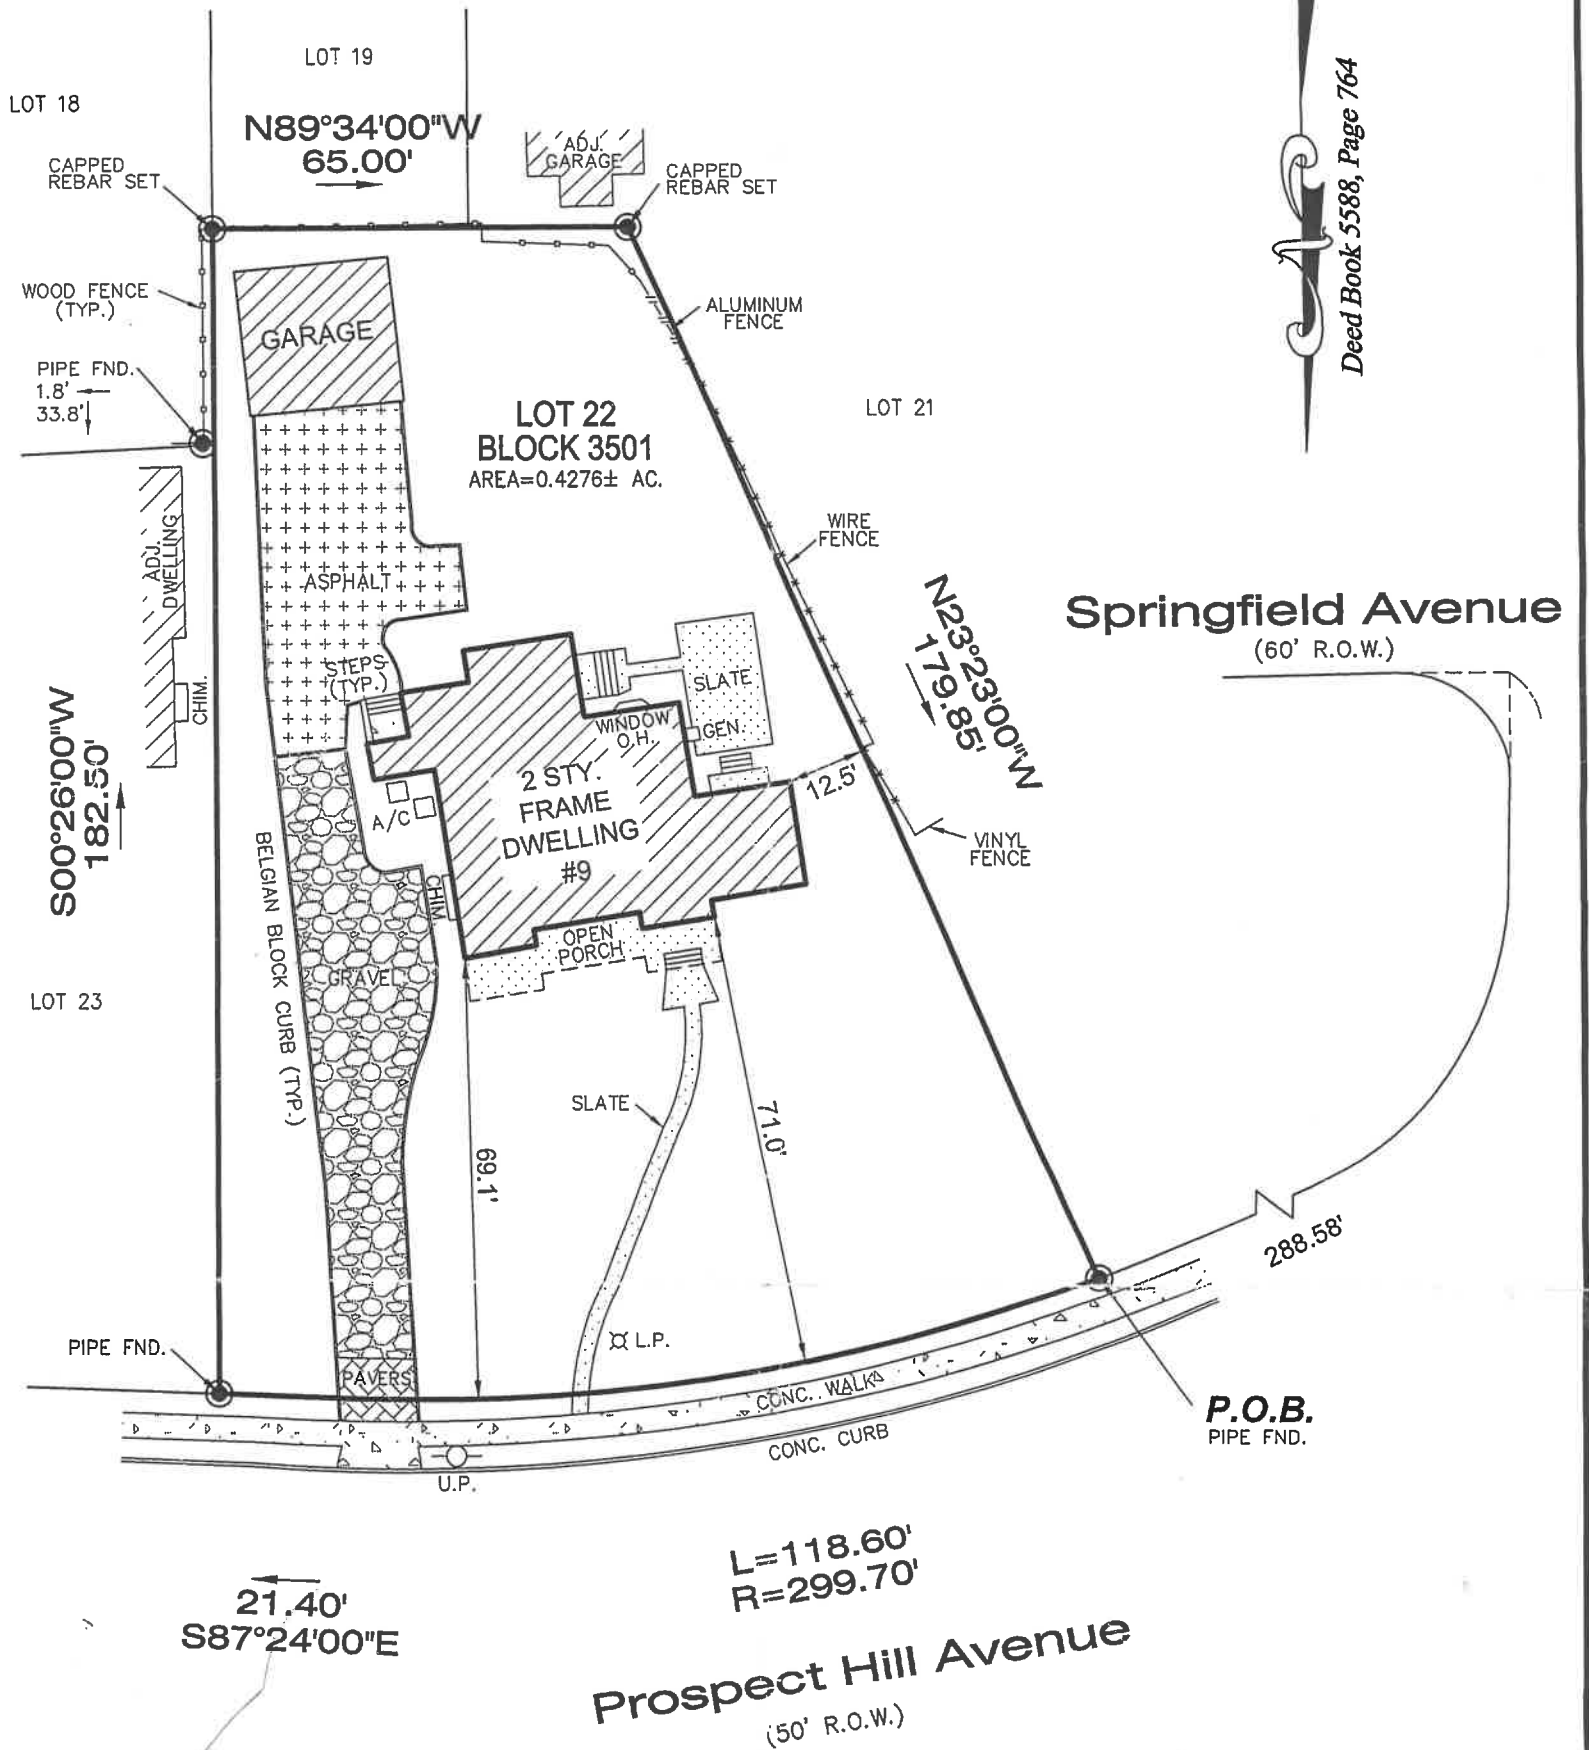 LOT 19
LOT 18
N89°34'00"W
65.00'
ADJ.
GARAGE
CAPPED
REBAR SET
CAPPED
REBAR SET
Deed Book 5588, Page 764
WOOD FENCE
(TYP.)
ALUMINUM
FENCE
GARAGE
PIPE FND.
1.8'
33.8'
LOT 22
BLOCK 3501
AREA=0.4276± AC.
LOT 21
WIRE
FENCE
ADJ.
DWELLING
ASPHALT
N23°23'00"W
179.85'
Springfield Avenue
(60' R.O.W.)
STEPS
(TYP.)
SLATE
CHIM.
WINDOW
O.H.
GEN.
S00°26'00"W
182.50'
2 STY.
FRAME
DWELLING
#9
12.5'
A/C
VINYL
FENCE
BELGIAN BLOCK CURB (TYP.)
CHIM.
OPEN
PORCH
GRAVEL
LOT 23
SLATE
71.0'
69.1'
288.58'
L.P.
PIPE FND.
PAVERS
CONC. WALK
P.O.B.
PIPE FND.
CONC. CURB
U.P.
L=118.60'
R=299.70'
21.40'
S87°24'00"E
Prospect Hill Avenue
(50' R.O.W.)